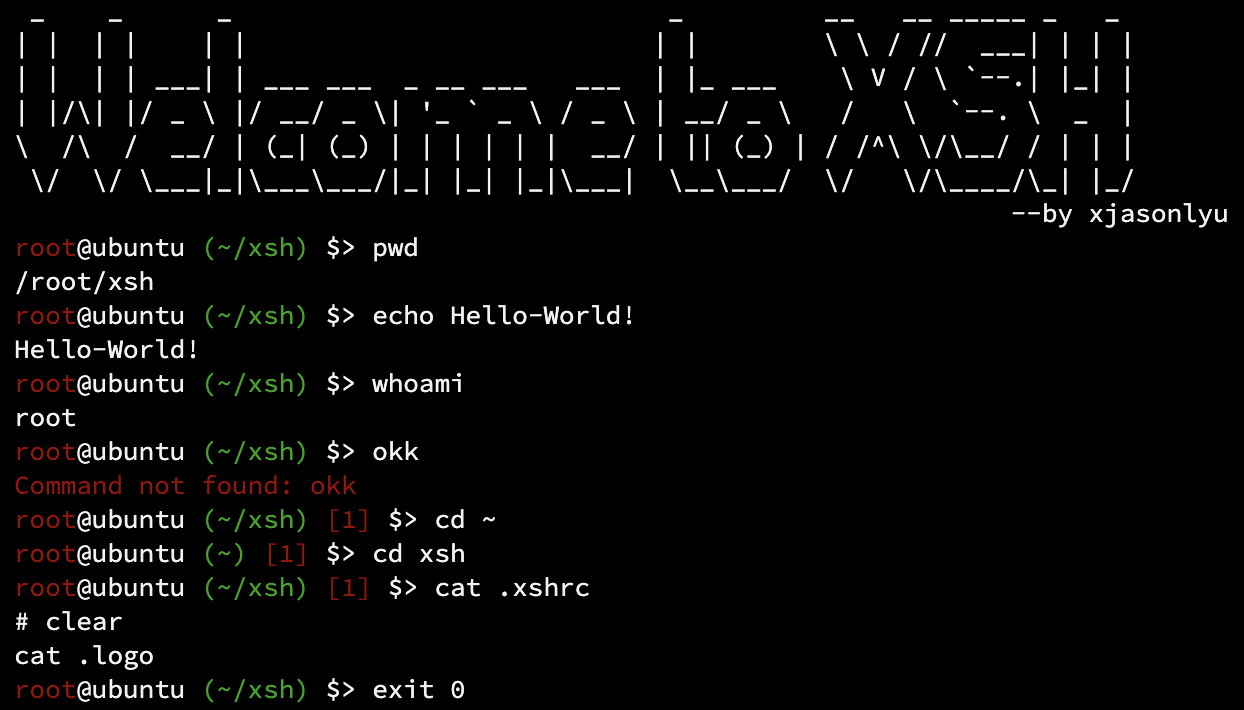 Welcome to XSH
--by xjasonlyu
root@ubuntu (~/xsh) $> pwd
/root/xsh
root@ubuntu (~/xsh) $> echo Hello-World!
Hello-World!
root@ubuntu (~/xsh) $> whoami
root
root@ubuntu (~/xsh) $> okk
Command not found: okk
root@ubuntu (~/xsh) [1] $> cd ~
root@ubuntu (~) [1] $> cd xsh
root@ubuntu (~/xsh) [1] $> cat .xshrc
# clear
cat .logo
root@ubuntu (~/xsh) $> exit 0